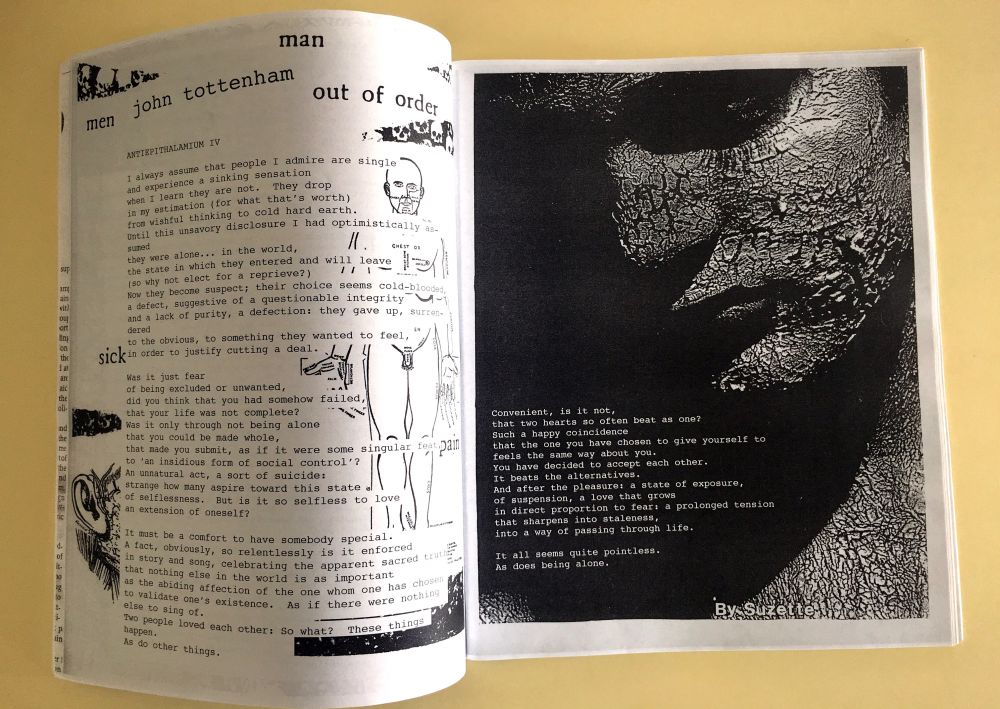 man
john tottenham
men
out of order
ANTIEPITHALAMIUM IV
I always assume that people I admire are single
and experience a sinking sensation
when I learn they are not.  They drop
in my estimation (for what that's worth)
from wishful thinking to cold hard earth.
Until this unsavory disclosure I had optimistically as-
sumed
they were alone... in the world,
the state in which they entered and will leave
(so why not elect for a reprieve?)
Now they become suspect; their choice seems cold-blooded,
a defect, suggestive of a questionable integrity
and a lack of purity, a defection: they gave up, surren-
dered
to the obvious, to something they wanted to feel,
in order to justify cutting a deal.
sick
Was it just fear
of being excluded or unwanted,
did you think that you had somehow failed,
that your life was not complete?
Was it only through not being alone
that you could be made whole,
that made you submit, as if it were some singular feat,
to 'an insidious form of social control'?
An unnatural act, a sort of suicide:
strange how many aspire toward this state
of selflessness.  But is it so selfless to love
an extension of oneself?
pain
It must be a comfort to have somebody special.
A fact, obviously, so relentlessly is it enforced
in story and song, celebrating the apparent sacred truth
that nothing else in the world is as important
as the abiding affection of the one whom one has chosen
to validate one's existence.  As if there were nothing
else to sing of.
Two people loved each other: So what?  These things
happen.
As do other things.
CHEST OR
Convenient, is it not,
that two hearts so often beat as one?
Such a happy coincidence
that the one you have chosen to give yourself to
feels the same way about you.
You have decided to accept each other.
It beats the alternatives.
And after the pleasure: a state of exposure,
of suspension, a love that grows
in direct proportion to fear: a prolonged tension
that sharpens into staleness,
into a way of passing through life.
It all seems quite pointless.
As does being alone.
By Suzette